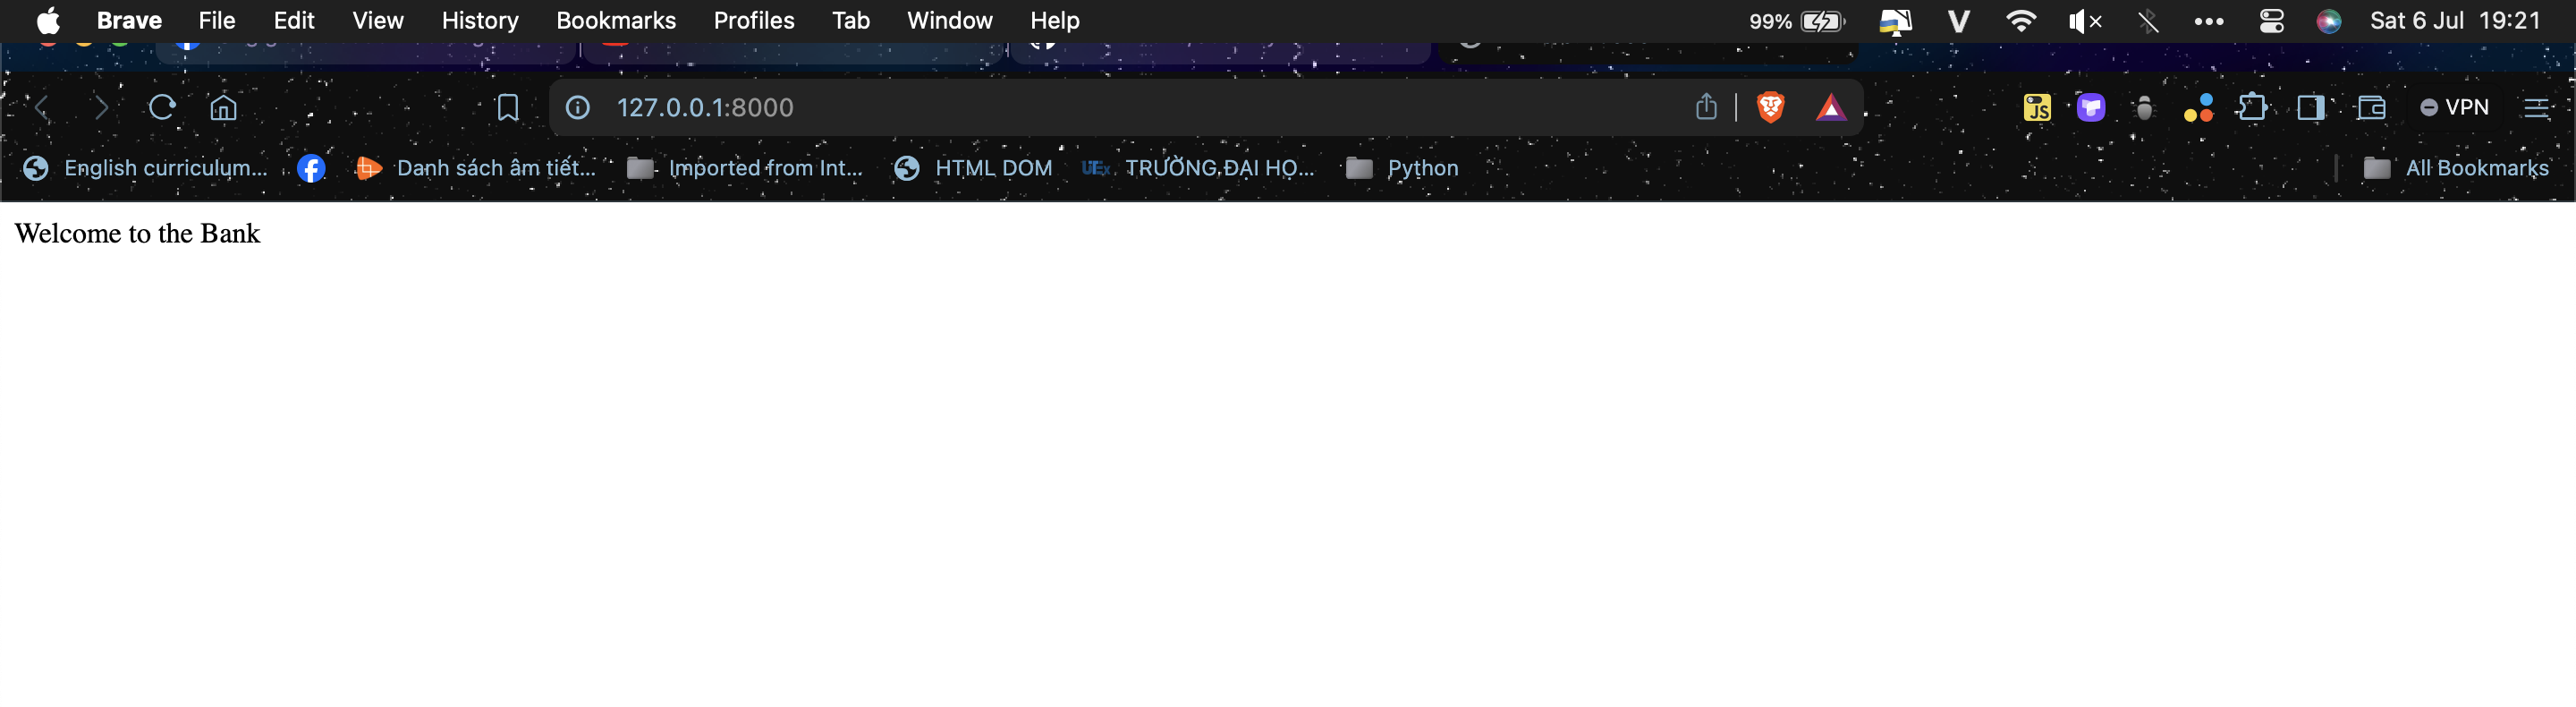 Brave File Edit View History Bookmarks Profiles Tab Window Help 99% V Sat 6 Jul 19:21
127.0.0.1:8000 JS VPN
English curriculum... Danh sách âm tiết... Imported from Int... HTML DOM UEx TRƯỜNG ĐẠI HỌ... Python All Bookmarks
Welcome to the Bank